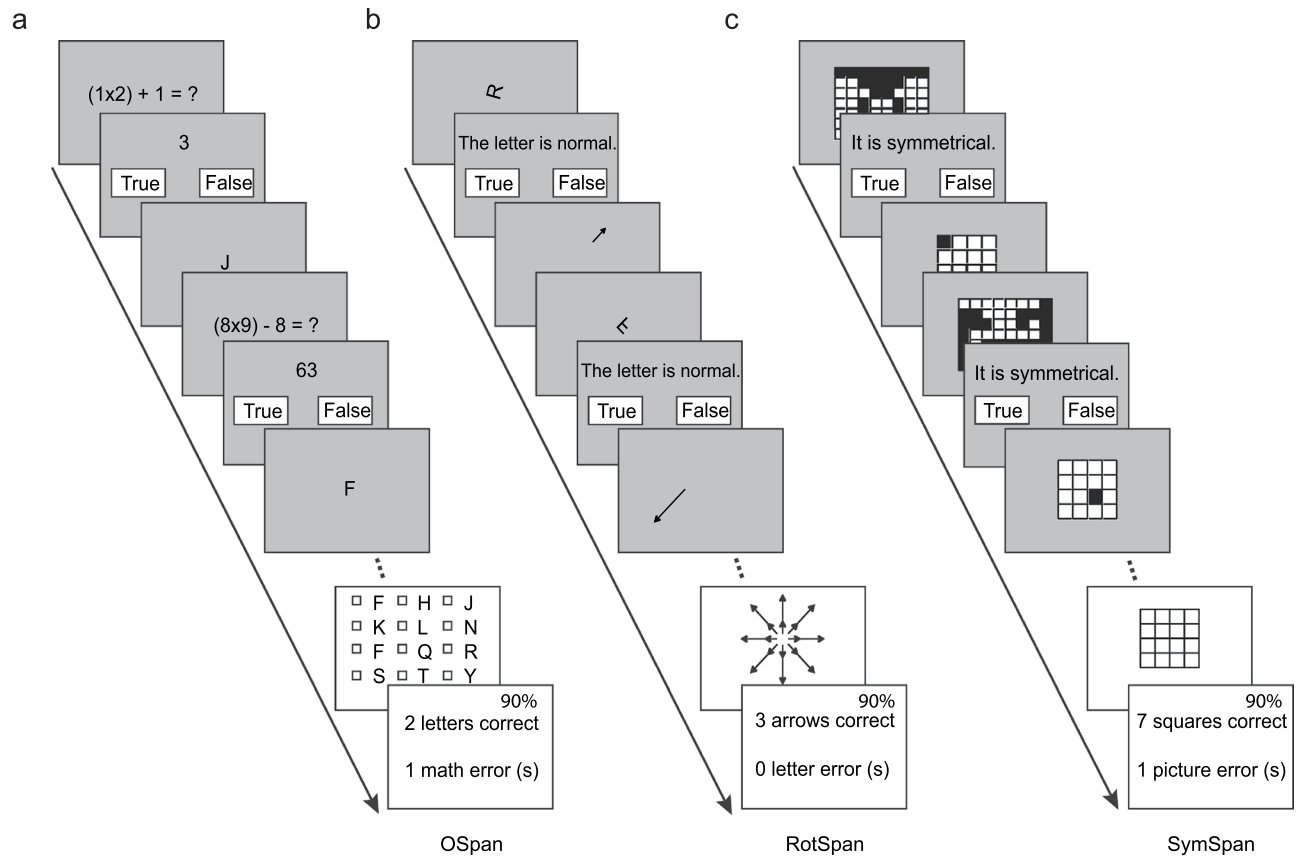 a
(1x2) + 1 = ?
3
True False
J
(8x9) - 8 = ?
63
True False
F
F H J
K L N
F Q R
S T Y
90%
2 letters correct
1 math error (s)
OSpan
b
R
The letter is normal.
True False
F
The letter is normal.
True False
90%
3 arrows correct
0 letter error (s)
RotSpan
c
It is symmetrical.
True False
It is symmetrical.
True False
90%
7 squares correct
1 picture error (s)
SymSpan